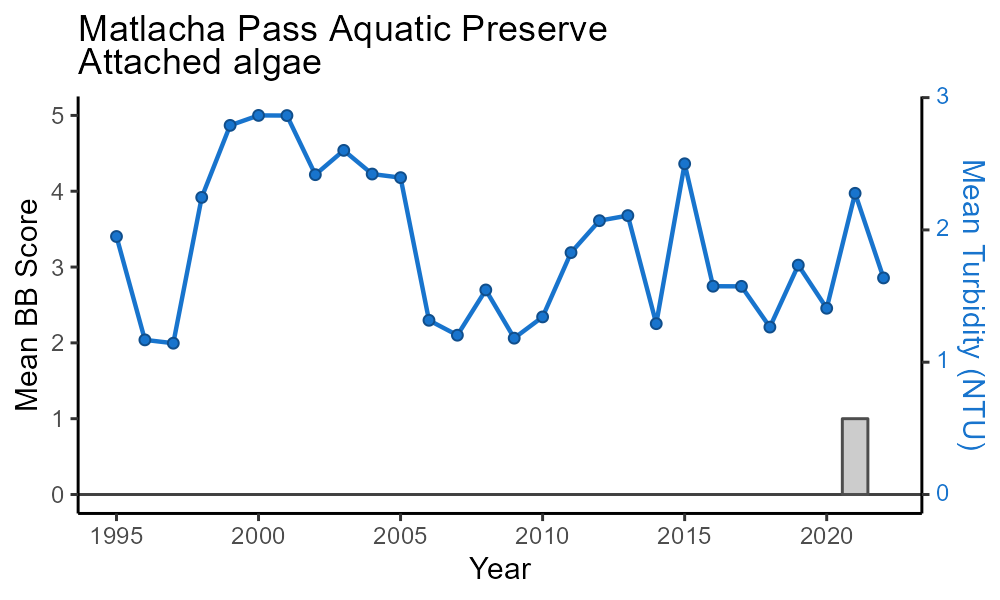 Matlacha Pass Aquatic Preserve
Attached algae
Mean BB Score
5
4
3
2
1
0
3
2
1
0
Mean Turbidity (NTU)
1995 2000 2005 2010 2015 2020
Year